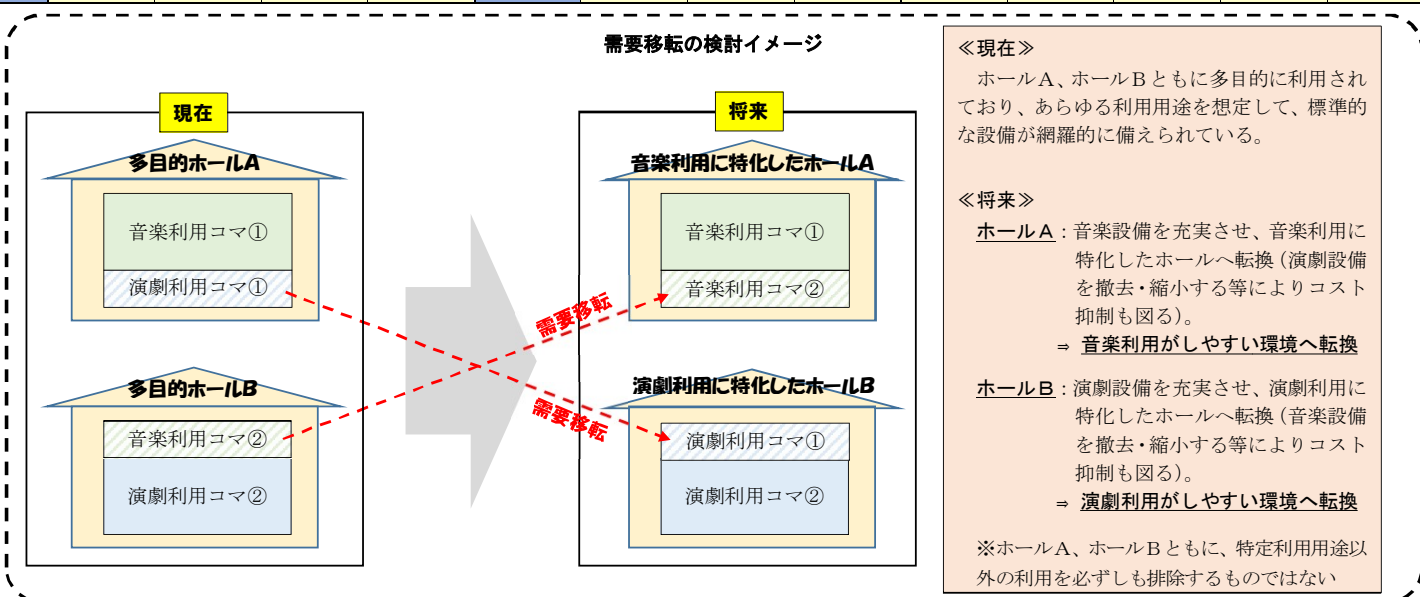 需要移転の検討イメージ
現在
多目的ホールA
音楽利用コマ①
演劇利用コマ①
多目的ホールB
音楽利用コマ②
演劇利用コマ②
需要移転
需要移転
将来
音楽利用に特化したホールA
音楽利用コマ①
音楽利用コマ②
演劇利用に特化したホールB
演劇利用コマ①
演劇利用コマ②
≪現在≫
ホールA、ホールBともに多目的に利用され
ており、あらゆる利用用途を想定して、標準的
な設備が網羅的に備えられている。
≪将来≫
ホールA：音楽設備を充実させ、音楽利用に
特化したホールへ転換（演劇設備
を撤去・縮小する等によりコスト
抑制も図る）。
⇒ 音楽利用がしやすい環境へ転換
ホールB：演劇設備を充実させ、演劇利用に
特化したホールへ転換（音楽設備
を撤去・縮小する等によりコスト
抑制も図る）。
⇒ 演劇利用がしやすい環境へ転換
※ホールA、ホールBともに、特定利用用途以
外の利用を必ずしも排除するものではない